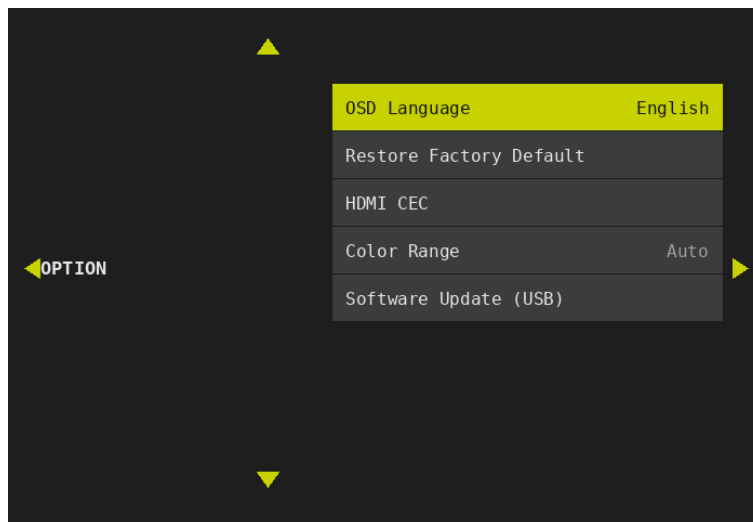 OPTION
OSD Language English
Restore Factory Default
HDMI CEC
Color Range Auto
Software Update (USB)